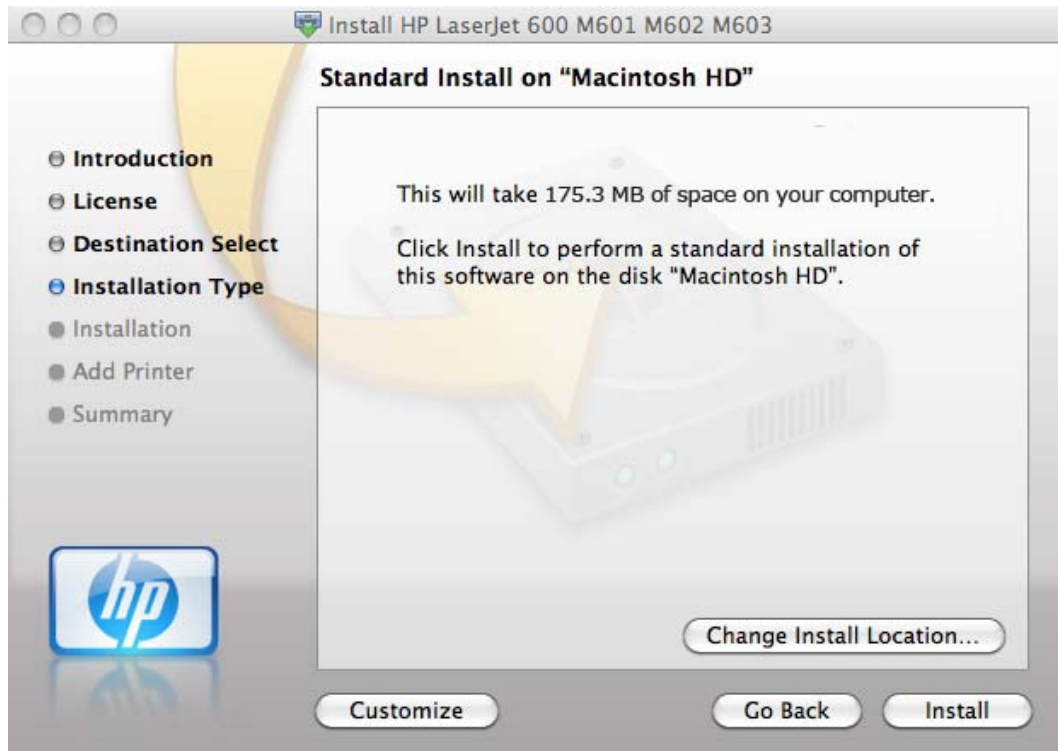 Install HP LaserJet 600 M601 M602 M603
Standard Install on “Macintosh HD”
Introduction
License
Destination Select
Installation Type
Installation
Add Printer
Summary
This will take 175.3 MB of space on your computer.
Click Install to perform a standard installation of
this software on the disk "Macintosh HD".
hp
Change Install Location...
Customize
Go Back
Install